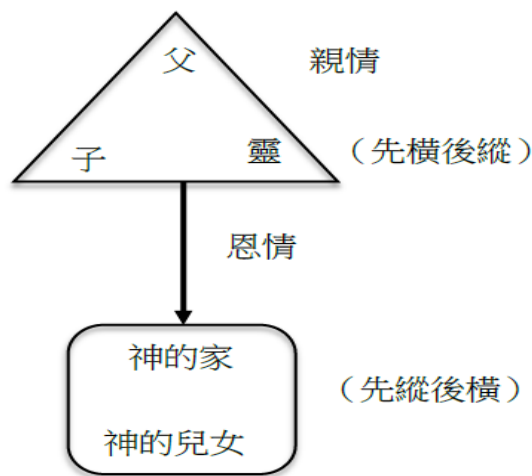 父
親情
子
靈
（先橫後縱）
恩情
神的家
（先縱後橫）
神的兒女